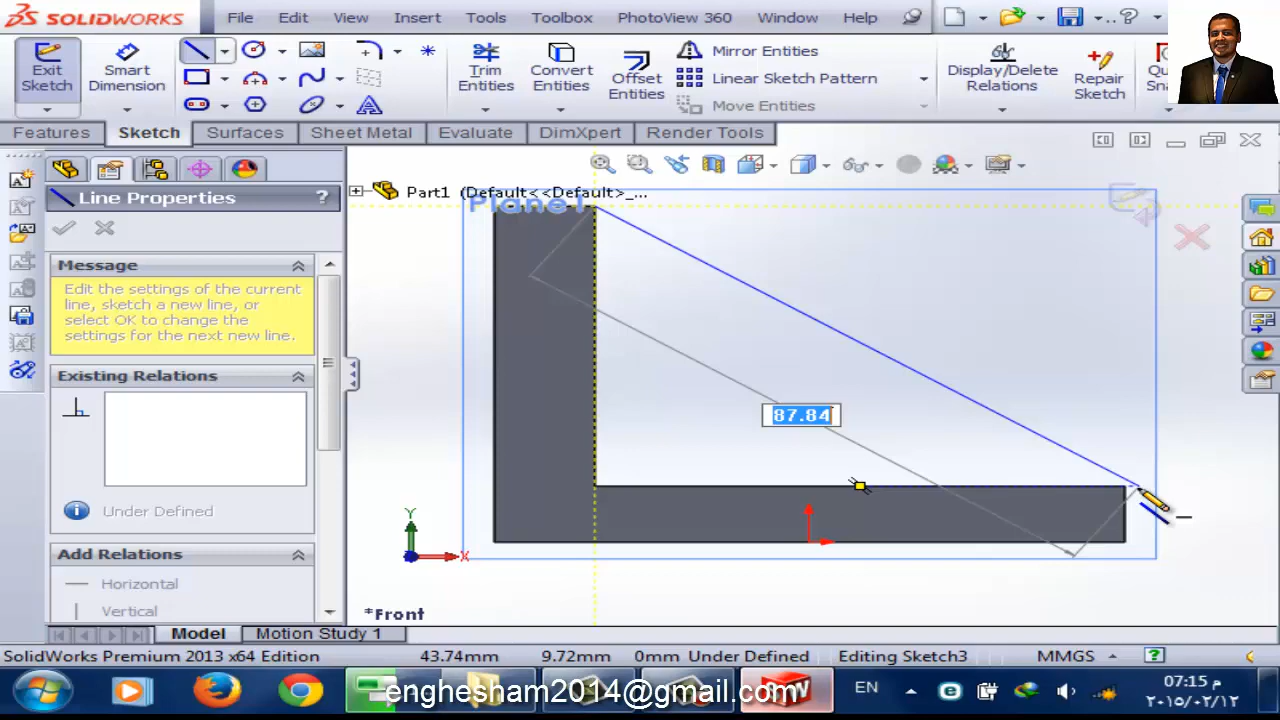 SOLIDWORKS File Edit View Insert Tools Toolbox PhotoView 360 Window Help
Exit Sketch
Smart Dimension
Trim Entities
Convert Entities
Offset Entities
Mirror Entities
Linear Sketch Pattern
Move Entities
Display/Delete Relations
Repair Sketch
Features Sketch Surfaces Sheet Metal Evaluate DimXpert Render Tools
Line Properties ?
Part1 (Default<<Default>_...
Plane1
Message
Edit the settings of the current
line, sketch a new line, or
select OK to change the
settings for the next new line.
Existing Relations
Under Defined
Add Relations
Horizontal
Vertical
87.84
Y
X
*Front
Model Motion Study 1
SolidWorks Premium 2013 x64 Edition 43.74mm 9.72mm 0mm Under Defined Editing Sketch3 MMGS
enghesham2014@gmail.com
EN
07:15 م
٢٠١٥/٠٢/١٢